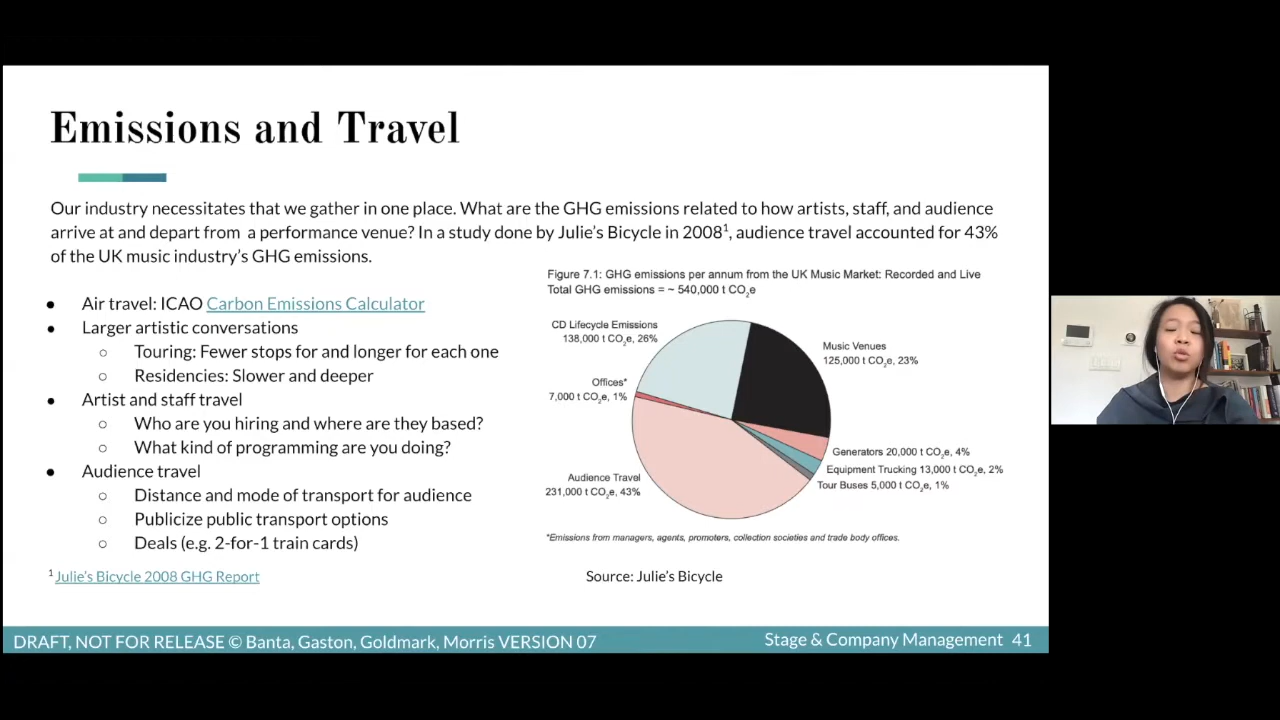 Emissions and Travel
Our industry necessitates that we gather in one place. What are the GHG emissions related to how artists, staff, and audience
arrive at and depart from a performance venue? In a study done by Julie's Bicycle in 2008¹, audience travel accounted for 43%
of the UK music industry's GHG emissions.
● Air travel: ICAO Carbon Emissions Calculator
● Larger artistic conversations
○ Touring: Fewer stops for and longer for each one
○ Residencies: Slower and deeper
● Artist and staff travel
○ Who are you hiring and where are they based?
○ What kind of programming are you doing?
● Audience travel
○ Distance and mode of transport for audience
○ Publicize public transport options
○ Deals (e.g. 2-for-1 train cards)
¹ Julie's Bicycle 2008 GHG Report
Figure 7.1: GHG emissions per annum from the UK Music Market: Recorded and Live
Total GHG emissions = ~ 540,000 t CO₂e
CD Lifecycle Emissions
138,000 t CO₂e, 26%
Music Venues
125,000 t CO₂e, 23%
Offices*
7,000 t CO₂e, 1%
Generators 20,000 t CO₂e, 4%
Equipment Trucking 13,000 t CO₂e, 2%
Tour Buses 5,000 t CO₂e, 1%
Audience Travel
231,000 t CO₂e, 43%
*Emissions from managers, agents, promoters, collection societies and trade body offices.
Source: Julie's Bicycle
DRAFT, NOT FOR RELEASE © Banta, Gaston, Goldmark, Morris VERSION 07
Stage & Company Management 41